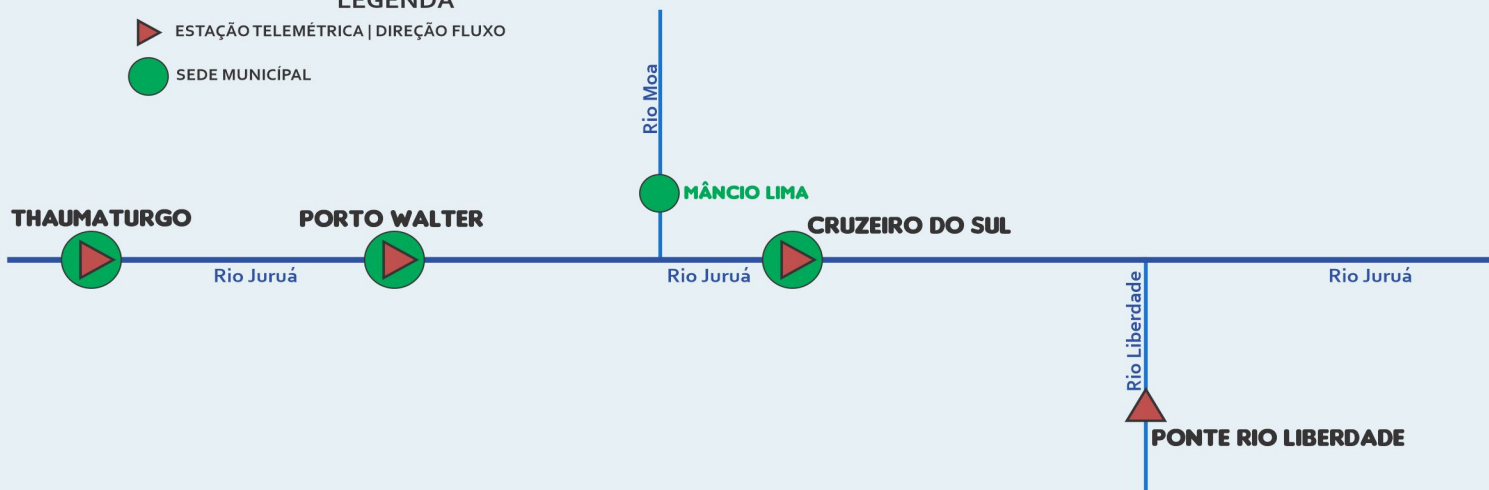 LEGENDA
ESTAÇÃO TELEMÉTRICA | DIREÇÃO FLUXO
SEDE MUNICÍPAL
Rio Moa
MÂNCIO LIMA
THAUMATURGO
PORTO WALTER
CRUZEIRO DO SUL
Rio Juruá
Rio Juruá
Rio Juruá
Rio Liberdade
PONTE RIO LIBERDADE